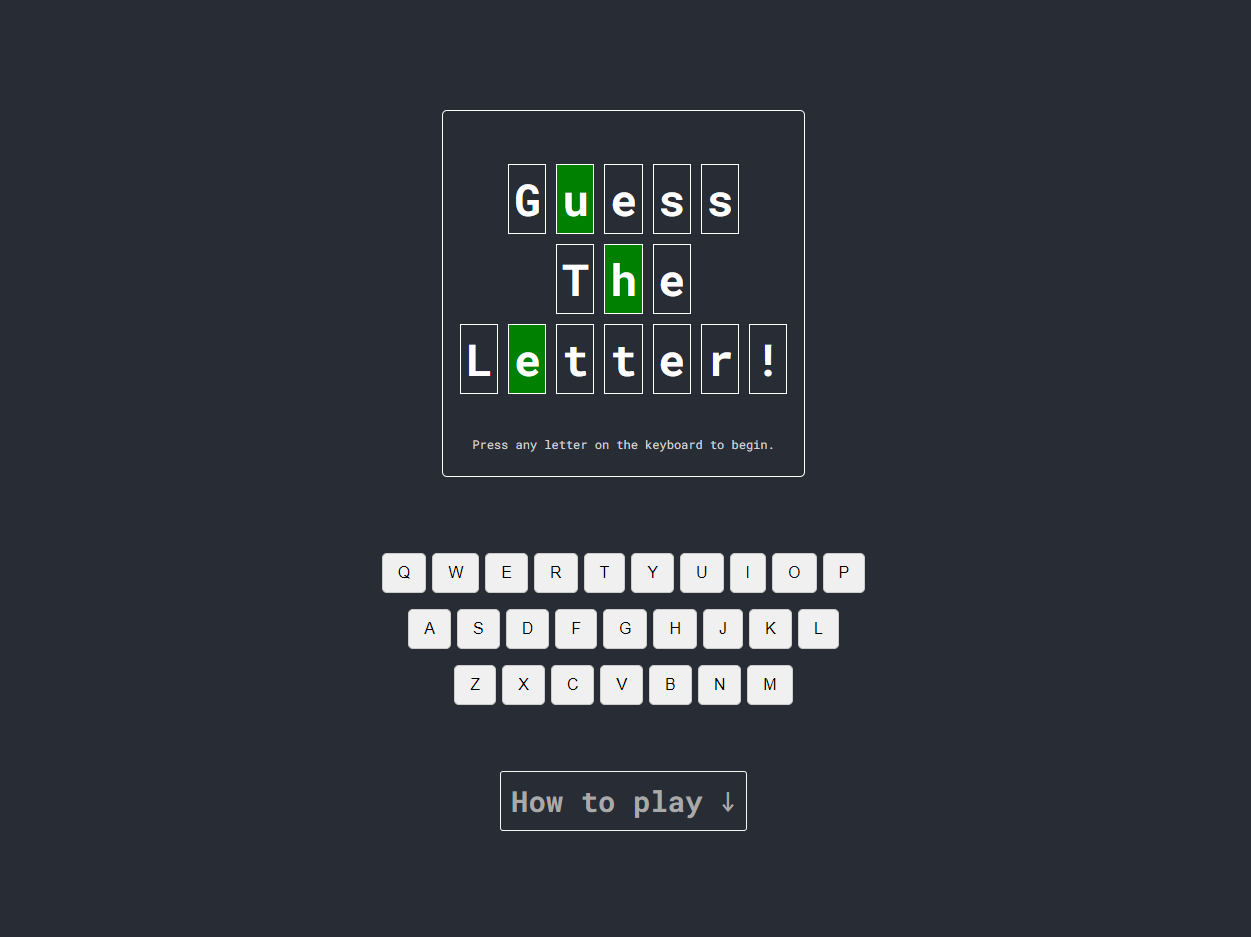 Guess
The
Letter!
Press any letter on the keyboard to begin.
Q W E R T Y U I O P
A S D F G H J K L
Z X C V B N M
How to play ↓